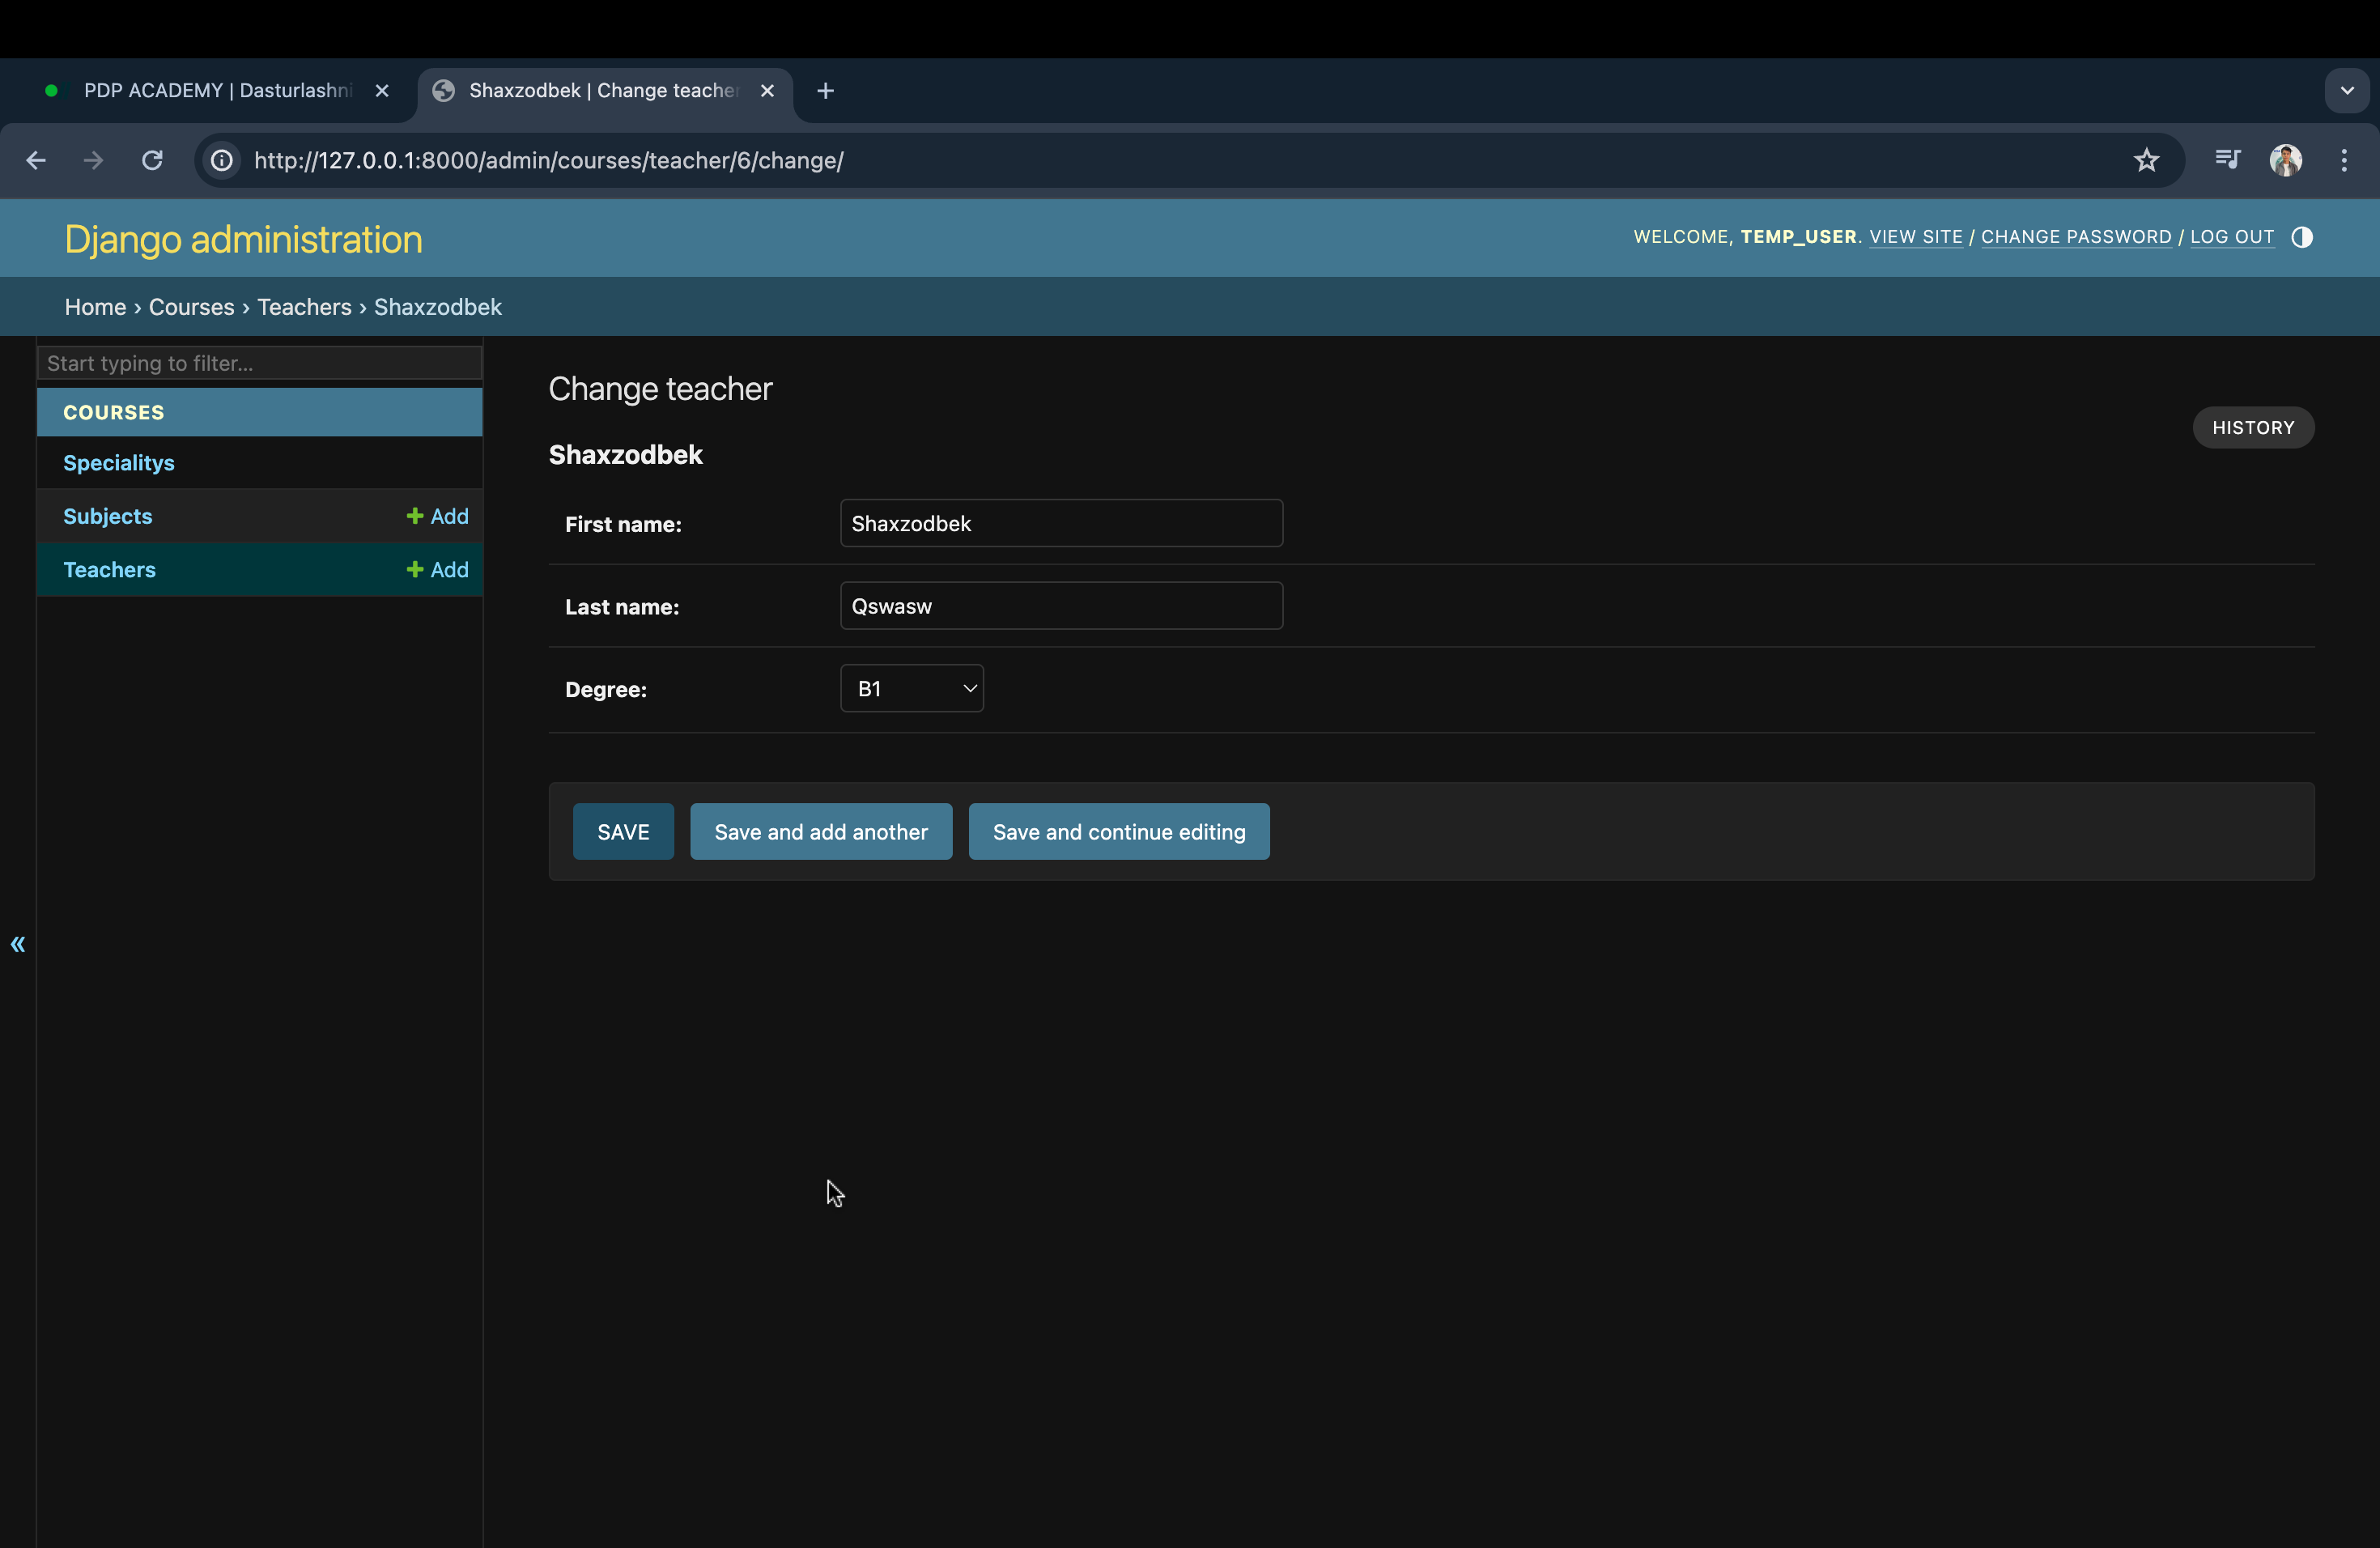 PDP ACADEMY | Dasturlashni
Shaxzodbek | Change teacher
http://127.0.0.1:8000/admin/courses/teacher/6/change/
Django administration
WELCOME, TEMP_USER. VIEW SITE / CHANGE PASSWORD / LOG OUT
Home › Courses › Teachers › Shaxzodbek
Start typing to filter...
COURSES
Specialitys
Subjects + Add
Teachers + Add
«
Change teacher
HISTORY
Shaxzodbek
First name: Shaxzodbek
Last name: Qswasw
Degree: B1
SAVE Save and add another Save and continue editing